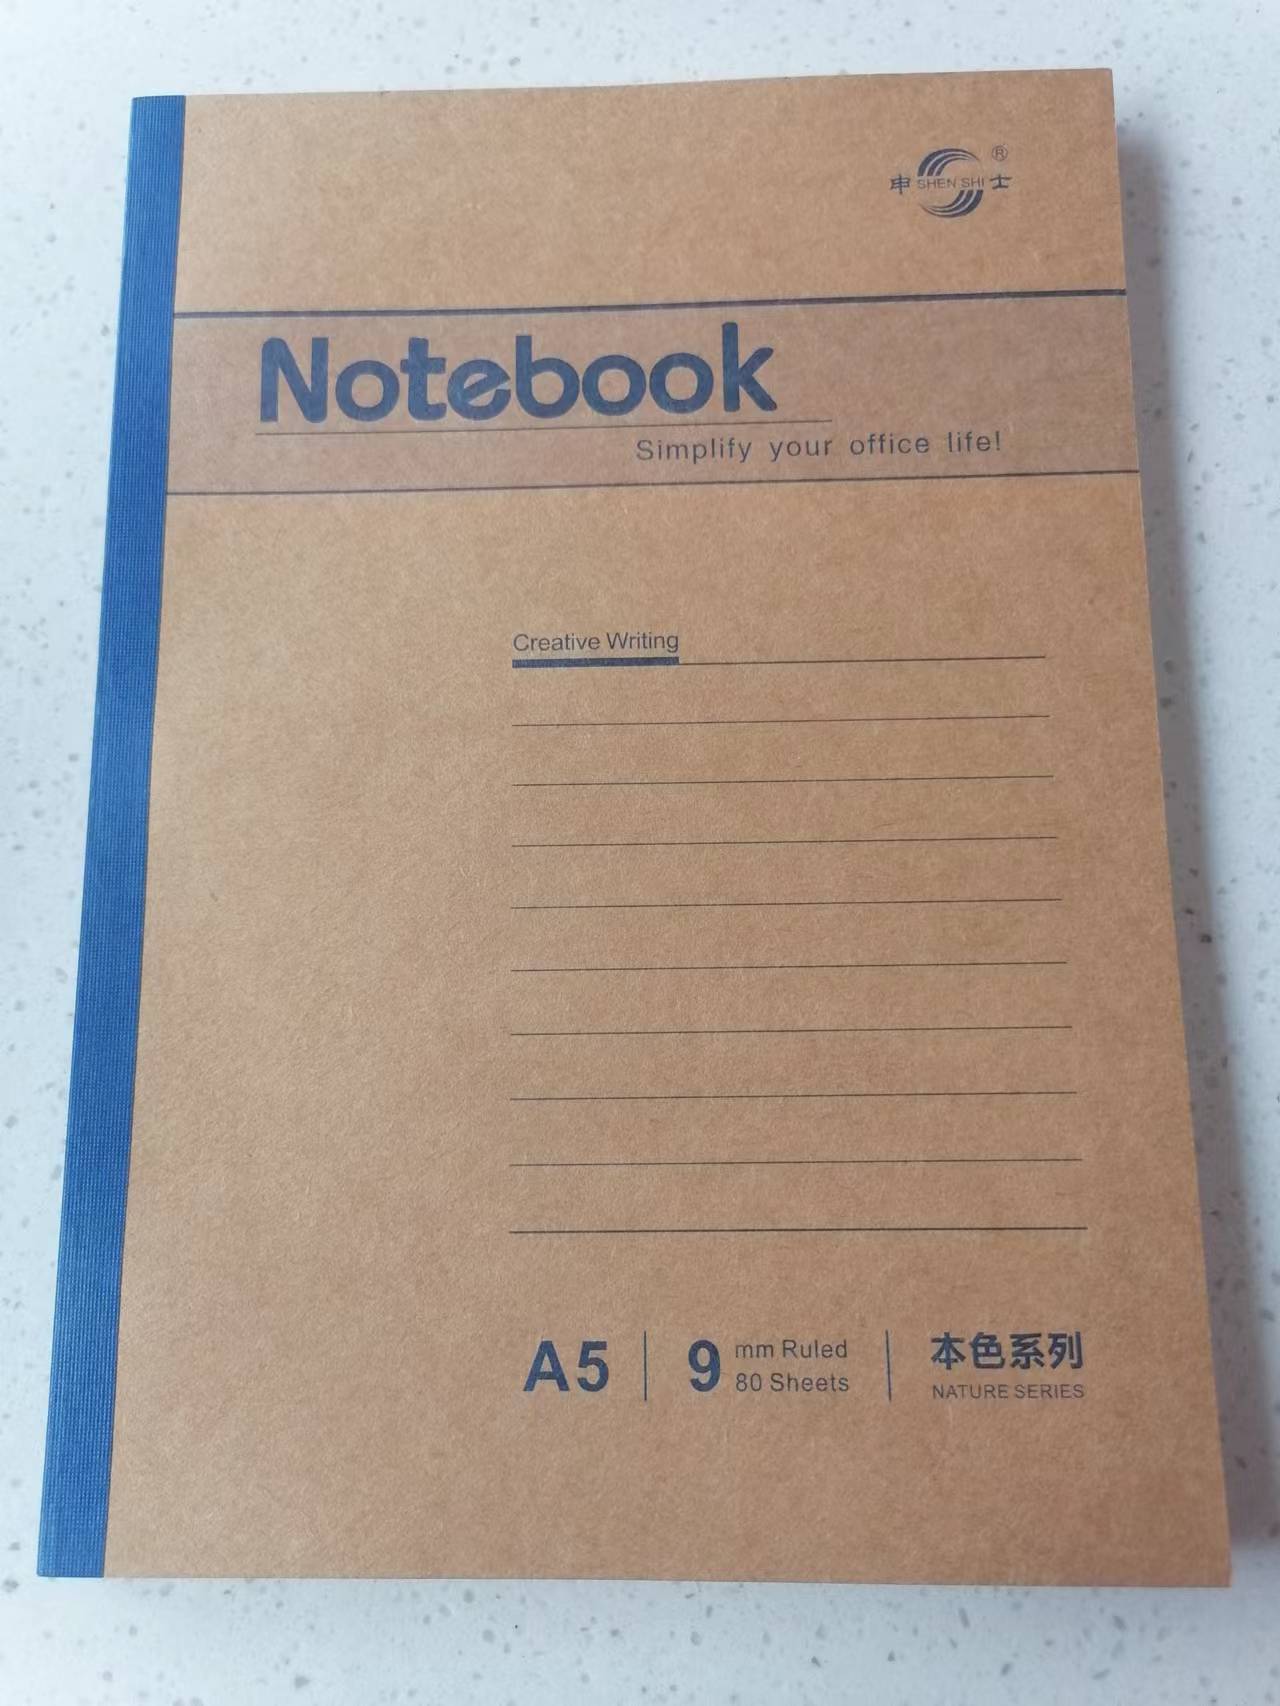 申 SHEN SHI 士 ®
Notebook
Simplify your office life!
Creative Writing
A5
9 mm Ruled
80 Sheets
本色系列
NATURE SERIES